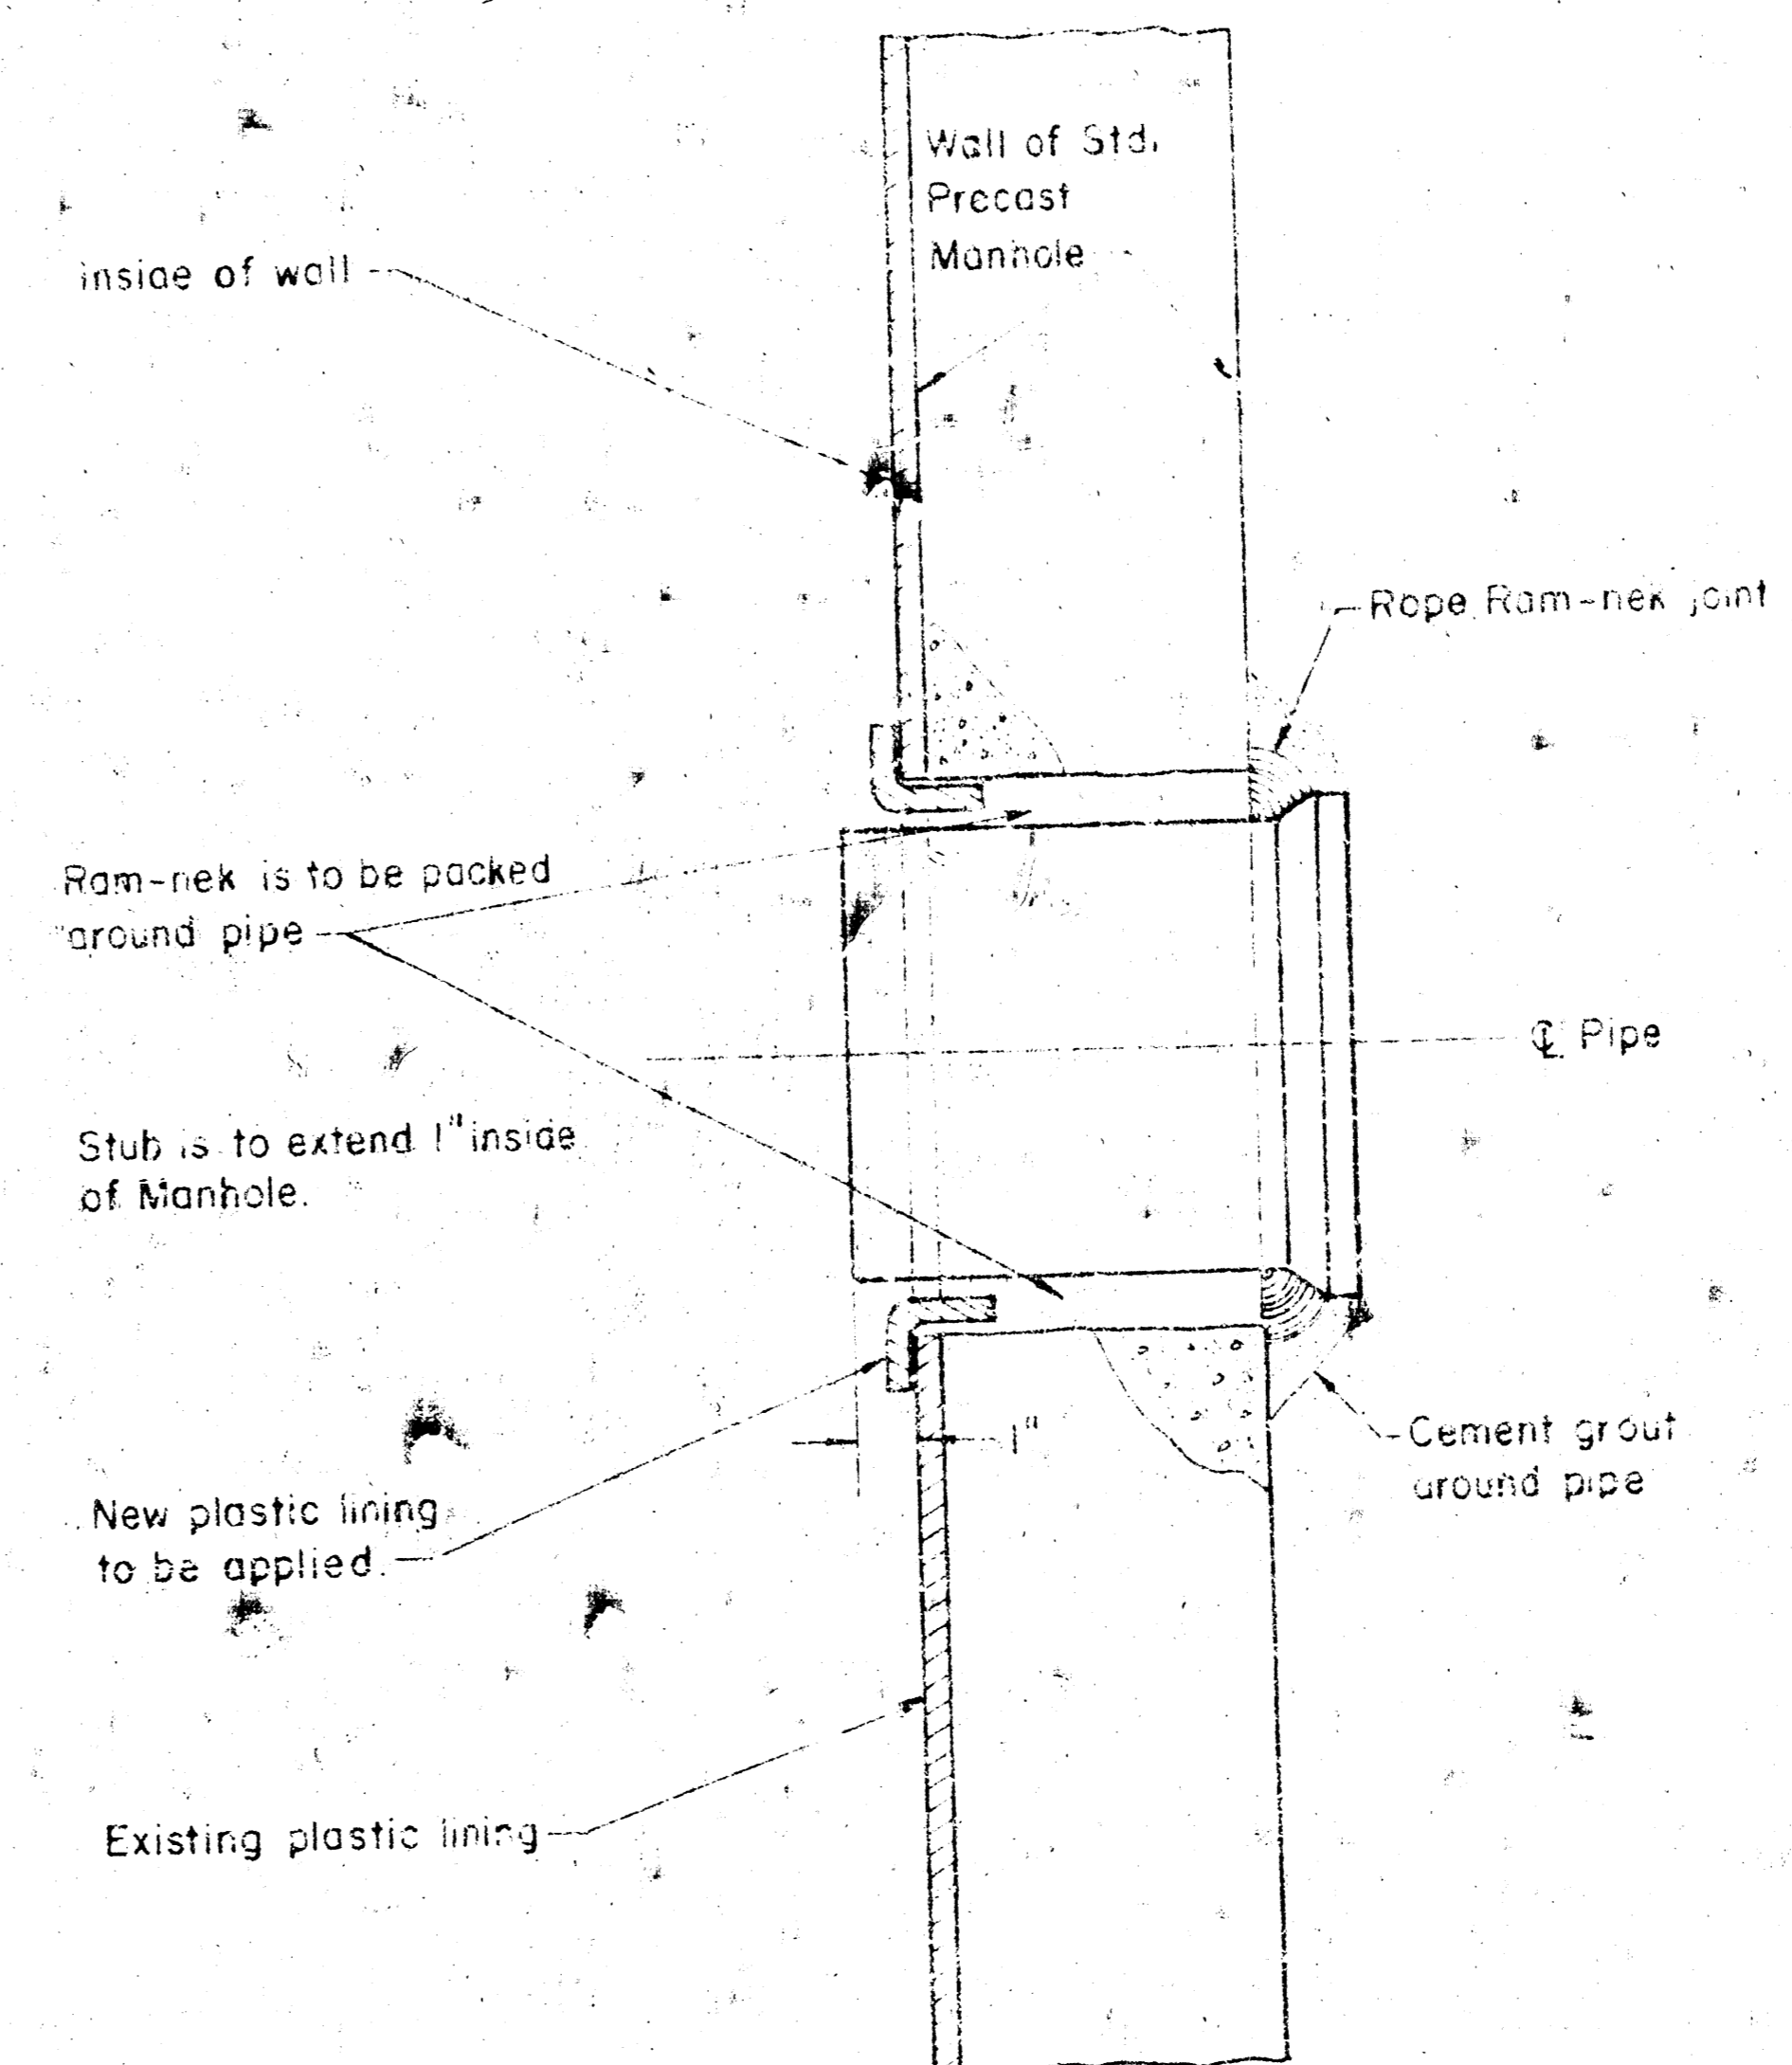 Wall of Std.
Precast
Manhole
Inside of wall
Rope Ram-nek joint
Ram-nek is to be packed
around pipe
℄ Pipe
Stub is to extend 1" inside
of Manhole.
1"
Cement grout
around pipe
New plastic lining
to be applied.
Existing plastic lining